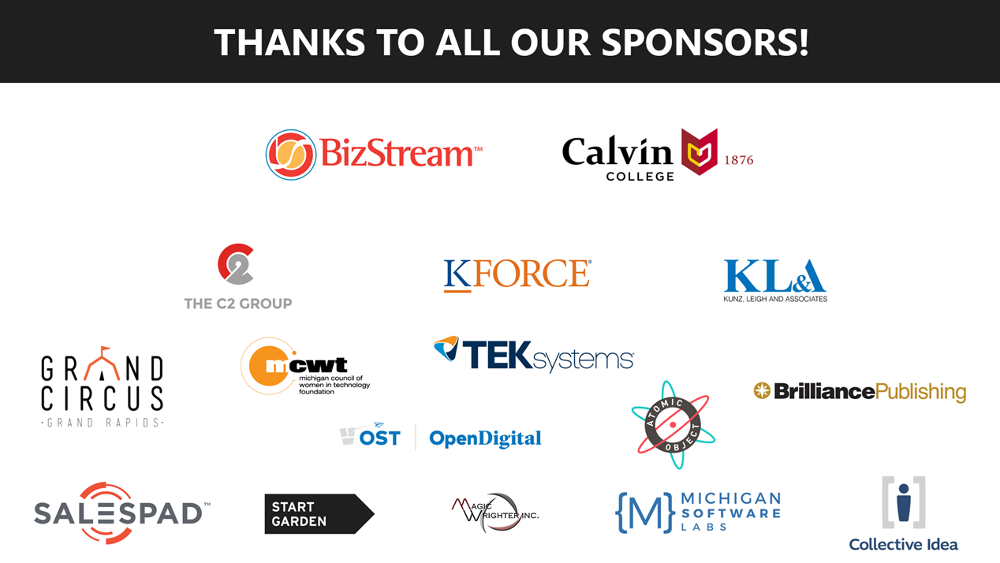 THANKS TO ALL OUR SPONSORS!
BizStream™
Calvin
COLLEGE
1876
C2
THE C2 GROUP
KFORCE®
KL&A
KUNZ, LEIGH AND ASSOCIATES
GRAND
CIRCUS
·GRAND RAPIDS·
mcwt
michigan council of
women in technology
foundation
TEKsystems®
BrilliancePublishing
ATOMIC
OBJECT
OST
OpenDigital
SALESPAD™
START
GARDEN
MAGIC
WRIGHTER, INC.
{M}
MICHIGAN
SOFTWARE
LABS
[i]
Collective Idea